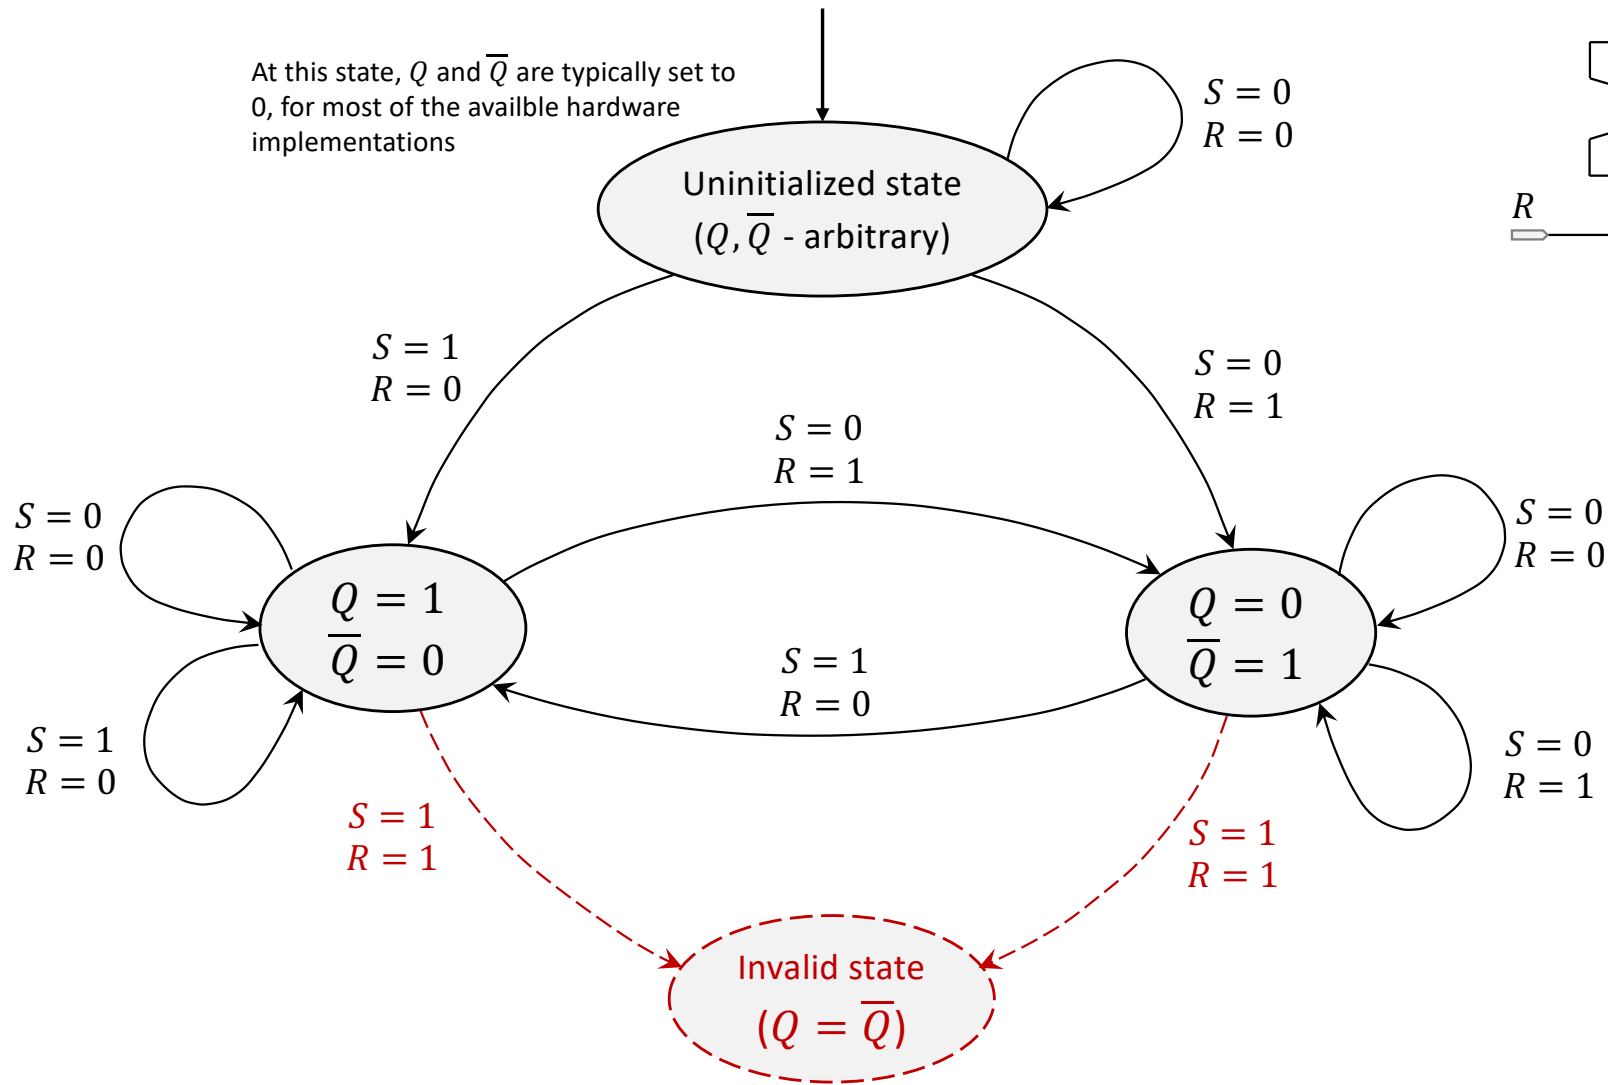 At this state, Q and Q̅ are typically set to
0, for most of the availble hardware
implementations
S = 0
R = 0
Uninitialized state
(Q, Q̅ - arbitrary)
R
S = 1
R = 0
S = 0
R = 1
S = 0
R = 1
S = 0
R = 0
S = 0
R = 0
Q = 1
Q̅ = 0
Q = 0
Q̅ = 1
S = 1
R = 0
S = 1
R = 0
S = 0
R = 1
S = 1
R = 1
S = 1
R = 1
Invalid state
(Q = Q̅)